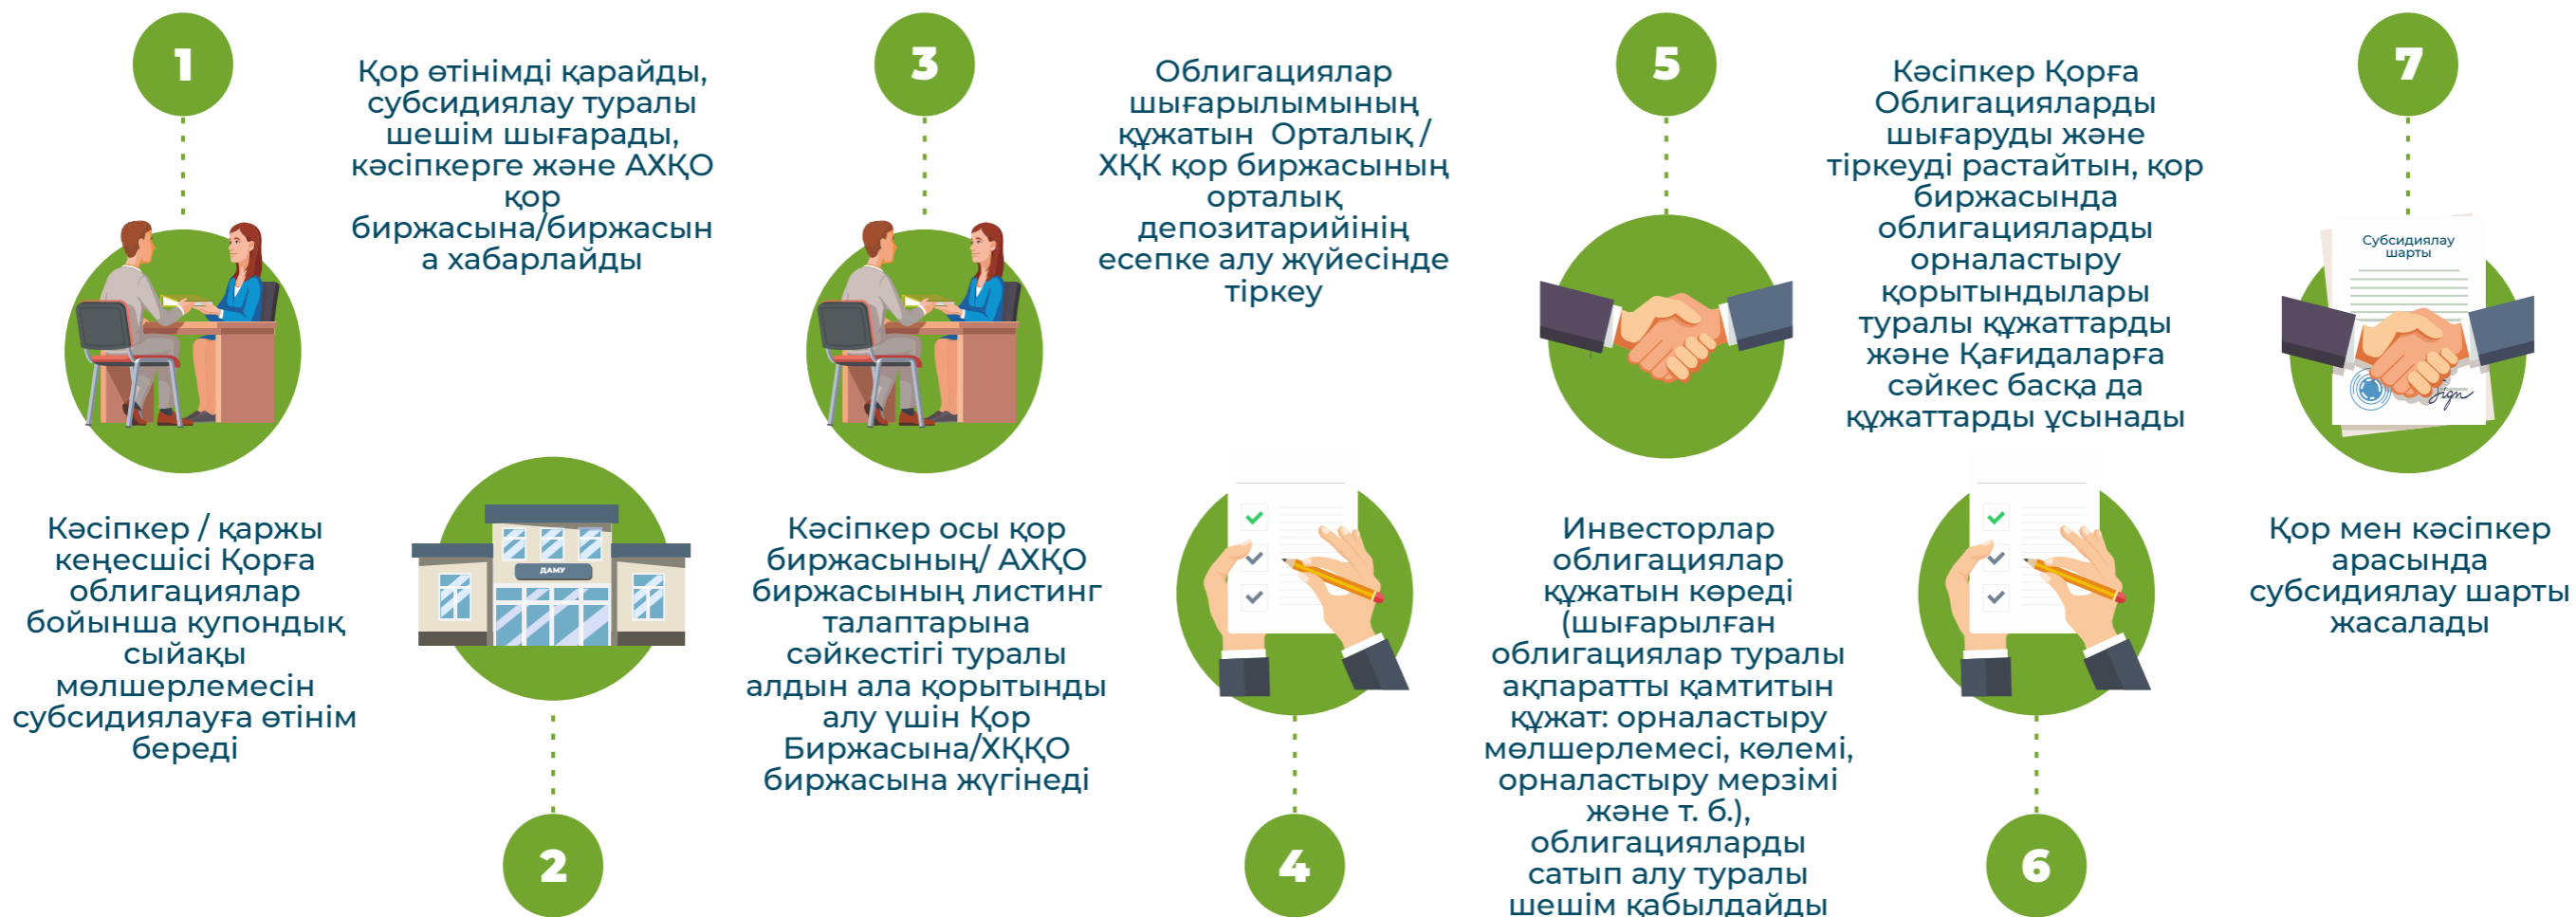 1
Кәсіпкер / қаржы
кеңесшісі Қорға
облигациялар
бойынша купондық
сыйақы
мөлшерлемесін
субсидиялауға өтінім
береді
Қор өтінімді қарайды,
субсидиялау туралы
шешім шығарады,
кәсіпкерге және АХҚО
қор
биржасына/биржасын
а хабарлайды
ДАМУ
2
3
Кәсіпкер осы қор
биржасының/ АХҚО
биржасының листинг
талаптарына
сәйкестігі туралы
алдын ала қорытынды
алу үшін Қор
Биржасына/ХҚҚО
биржасына жүгінеді
Облигациялар
шығарылымының
құжатын Орталық /
ХҚК қор биржасының
орталық
депозитарийінің
есепке алу жүйесінде
тіркеу
4
5
Инвесторлар
облигациялар
құжатын көреді
(шығарылған
облигациялар туралы
ақпаратты қамтитын
құжат: орналастыру
мөлшерлемесі, көлемі,
орналастыру мерзімі
және т. б.),
облигацияларды
сатып алу туралы
шешім қабылдайды
Кәсіпкер Қорға
Облигацияларды
шығаруды және
тіркеуді растайтын, қор
биржасында
облигацияларды
орналастыру
қорытындылары
туралы құжаттарды
және Қағидаларға
сәйкес басқа да
құжаттарды ұсынады
6
7
Субсидиялау
шарты
Sign
Қор мен кәсіпкер
арасында
субсидиялау шарты
жасалады